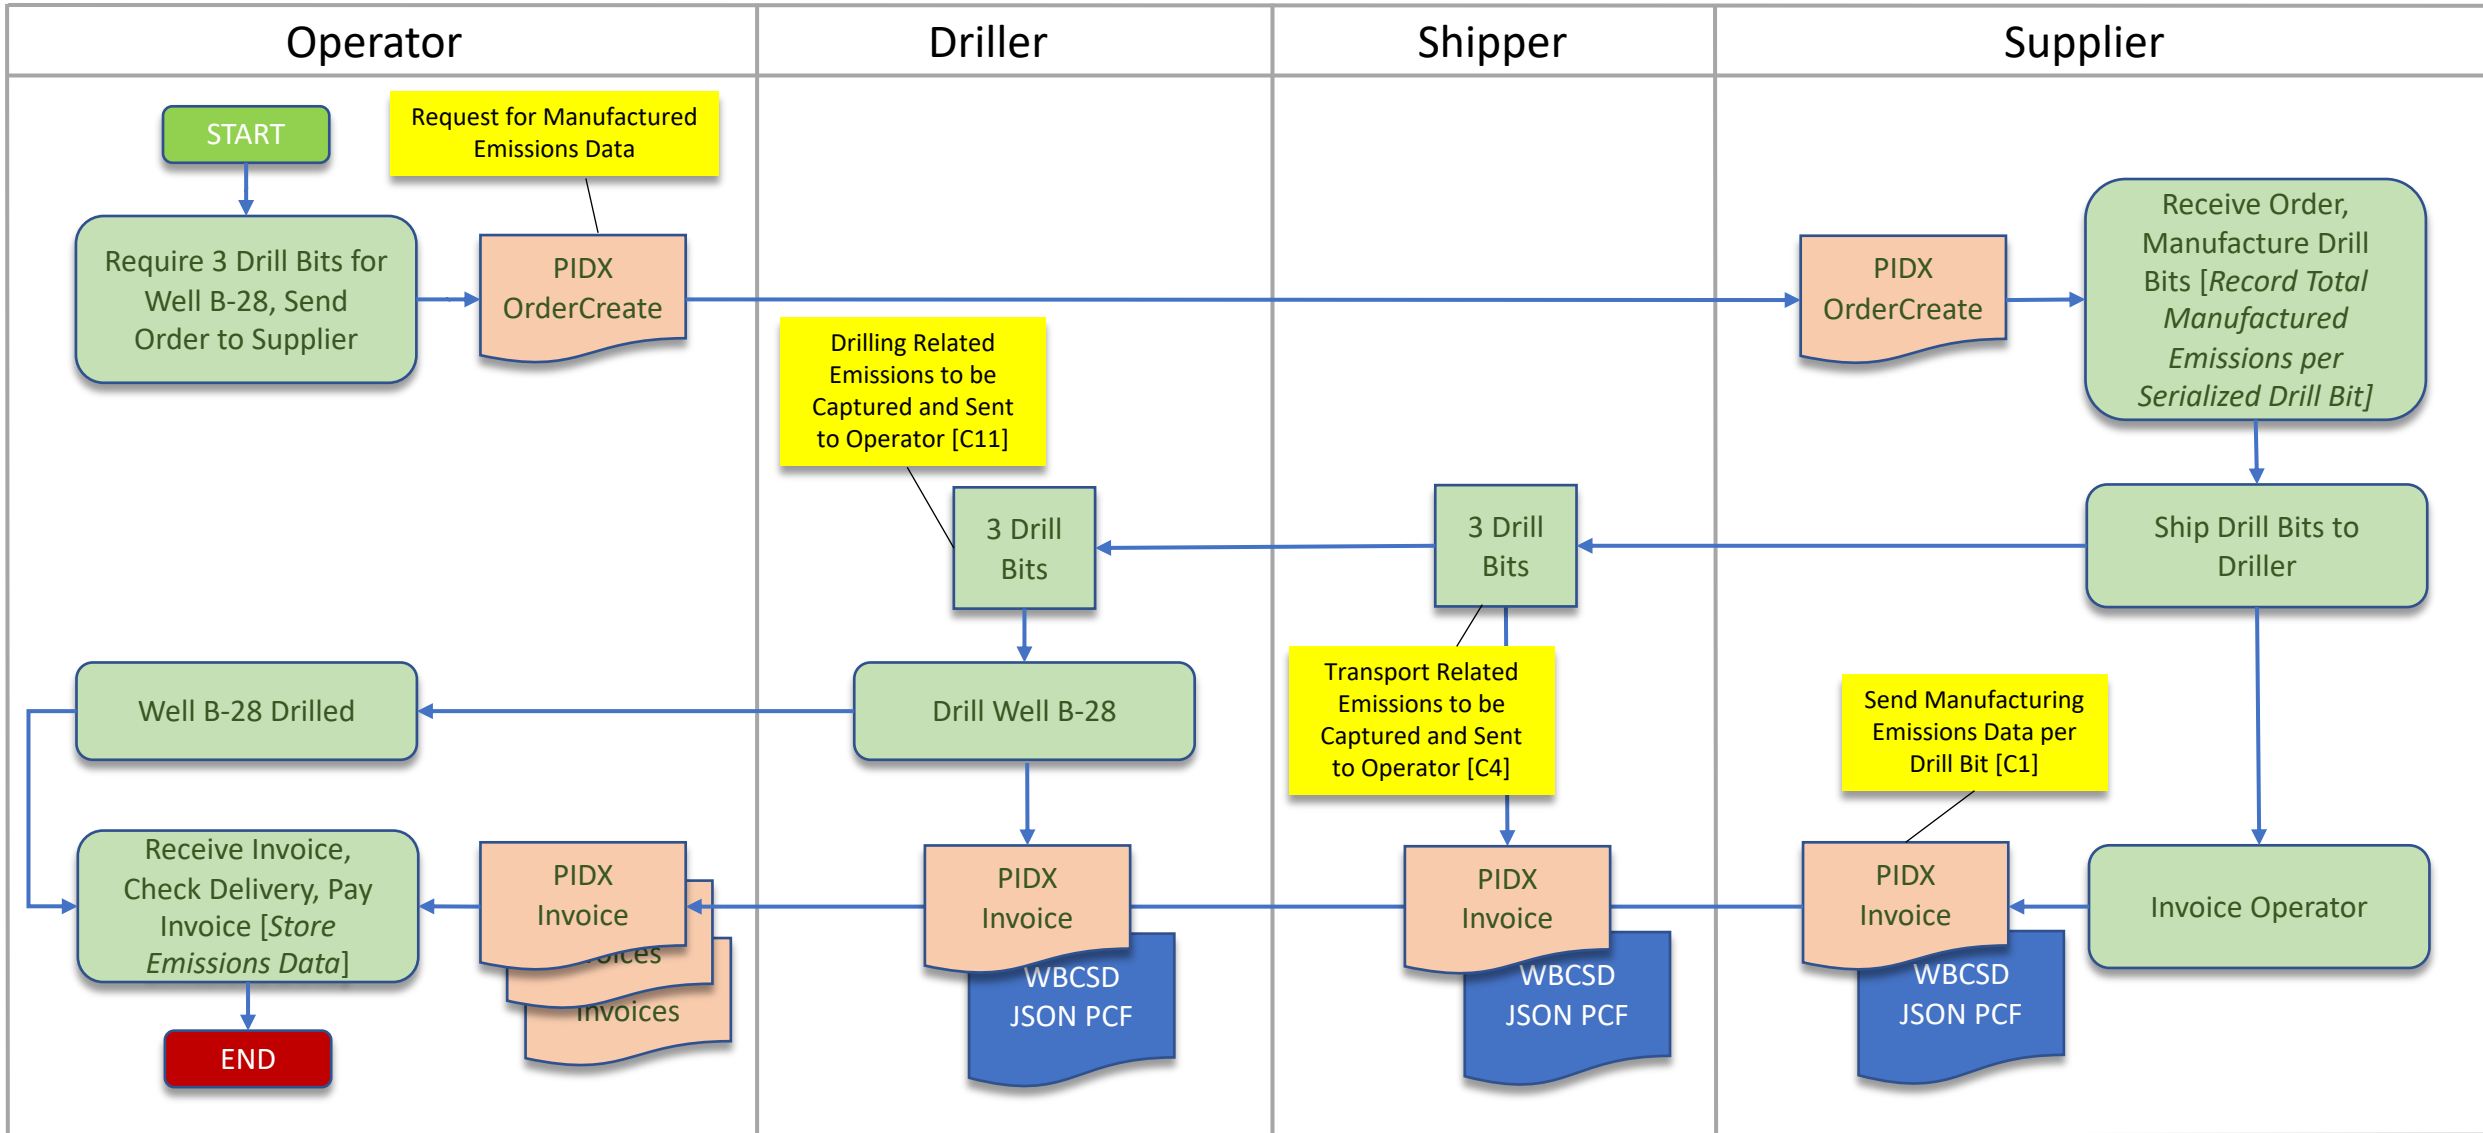 Operator
Driller
Shipper
Supplier
START
Request for Manufactured
Emissions Data
Require 3 Drill Bits for
Well B-28, Send
Order to Supplier
PIDX
OrderCreate
PIDX
OrderCreate
Receive Order,
Manufacture Drill
Bits [Record Total
Manufactured
Emissions per
Serialized Drill Bit]
Drilling Related
Emissions to be
Captured and Sent
to Operator [C11]
3 Drill
Bits
3 Drill
Bits
Ship Drill Bits to
Driller
Well B-28 Drilled
Drill Well B-28
Transport Related
Emissions to be
Captured and Sent
to Operator [C4]
Send Manufacturing
Emissions Data per
Drill Bit [C1]
Receive Invoice,
Check Delivery, Pay
Invoice [Store
Emissions Data]
PIDX
Invoice
Invoices
PIDX
Invoice
WBCSD
JSON PCF
PIDX
Invoice
WBCSD
JSON PCF
PIDX
Invoice
WBCSD
JSON PCF
Invoice Operator
END